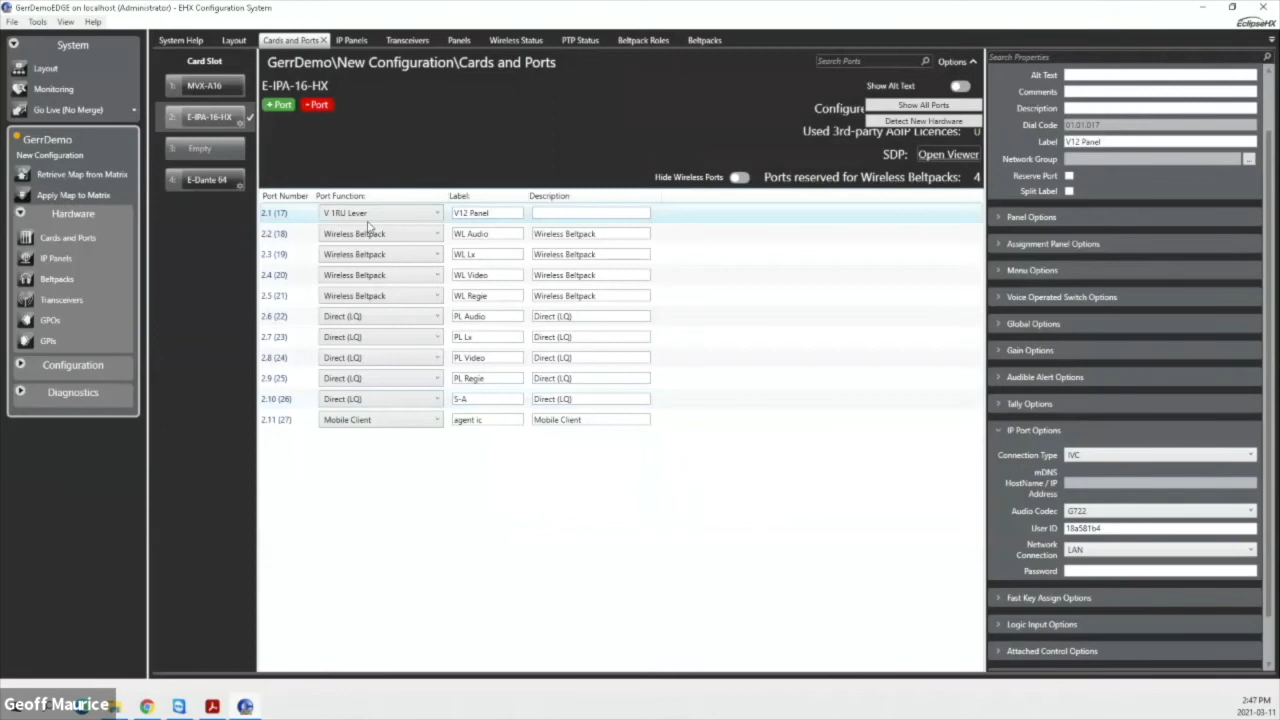 GerrDemoEDGE on localhost (Administrator) - EHX Configuration System
File Tools View Help
EclipseHX
System
Layout
Monitoring
Go Live (No Merge)
GerrDemo
New Configuration
Retrieve Map from Matrix
Apply Map to Matrix
Hardware
Cards and Ports
IP Panels
Beltpacks
Transceivers
GPOs
GPIs
Configuration
Diagnostics
System Help Layout Cards and Ports X IP Panels Transceivers Panels Wireless Status PTP Status Beltpack Roles Beltpacks
Card Slot
1: MVX-A16
2: E-IPA-16-HX
3: Empty
4: E-Dante 64
GerrDemo\New Configuration\Cards and Ports
Search Ports
Options
E-IPA-16-HX
+ Port - Port
Show Alt Text
Show All Ports
Detect New Hardware
Configure
Used 3rd-party AoIP Licences: 0
SDP: Open Viewer
Hide Wireless Ports Ports reserved for Wireless Beltpacks: 4
Port Number Port Function: Label: Description
2.1 (17) V 1RU Lever V12 Panel
2.2 (18) Wireless Beltpack WL Audio Wireless Beltpack
2.3 (19) Wireless Beltpack WL Lx Wireless Beltpack
2.4 (20) Wireless Beltpack WL Video Wireless Beltpack
2.5 (21) Wireless Beltpack WL Regie Wireless Beltpack
2.6 (22) Direct (LQ) PL Audio Direct (LQ)
2.7 (23) Direct (LQ) PL Lx Direct (LQ)
2.8 (24) Direct (LQ) PL Video Direct (LQ)
2.9 (25) Direct (LQ) PL Regie Direct (LQ)
2.10 (26) Direct (LQ) S-A Direct (LQ)
2.11 (27) Mobile Client agent ic Mobile Client
Search Properties
Alt Text
Comments
Description
Dial Code 01.01.017
Label V12 Panel
Network Group ...
Reserve Port
Split Label
Panel Options
Assignment Panel Options
Menu Options
Voice Operated Switch Options
Global Options
Gain Options
Audible Alert Options
Tally Options
IP Port Options
Connection Type IVC
mDNS
HostName / IP
Address
Audio Codec G722
User ID 18a581b4
Network
Connection LAN
Password
Fast Key Assign Options
Logic Input Options
Attached Control Options
Geoff Maurice
2:47 PM
2021-03-11